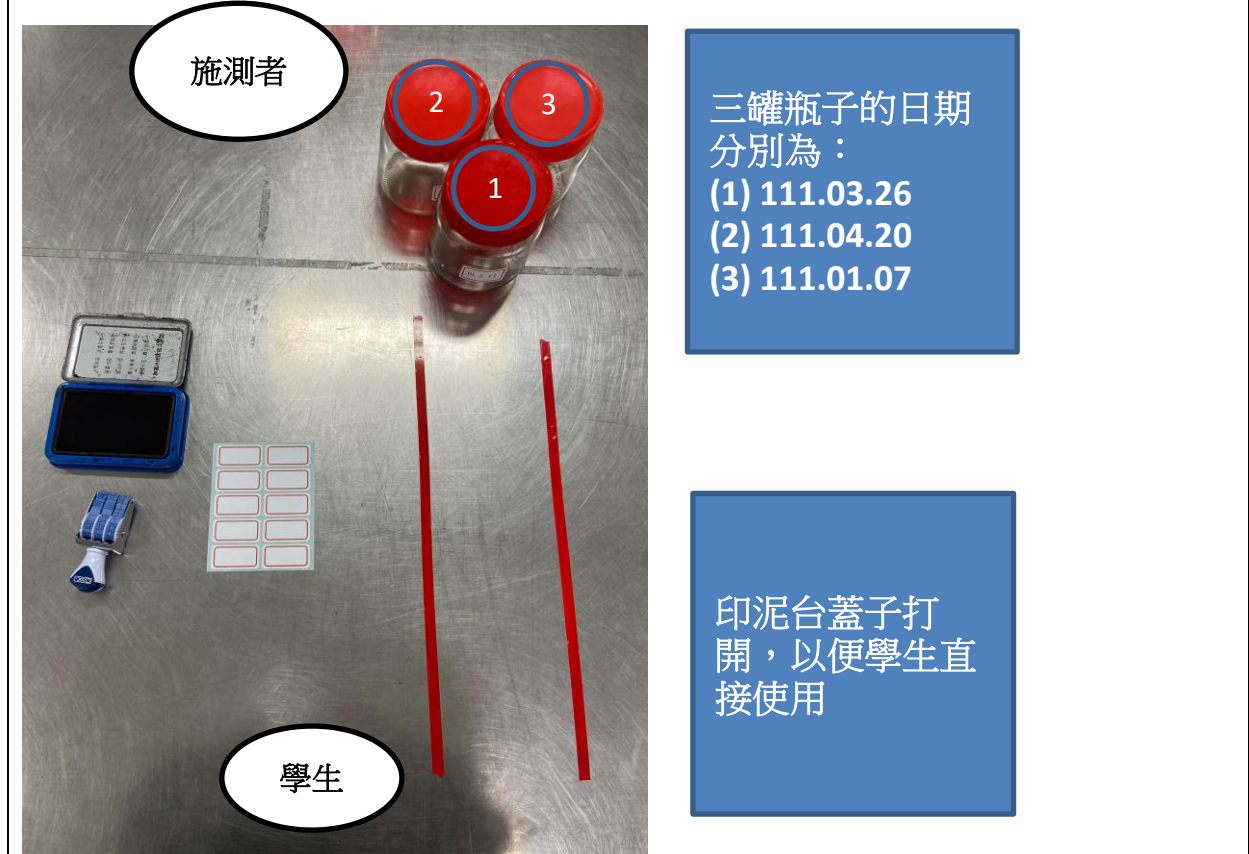 施測者
2
3
1
學生
三罐瓶子的日期
分別為：
(1) 111.03.26
(2) 111.04.20
(3) 111.01.07
印泥台蓋子打
開，以便學生直
接使用